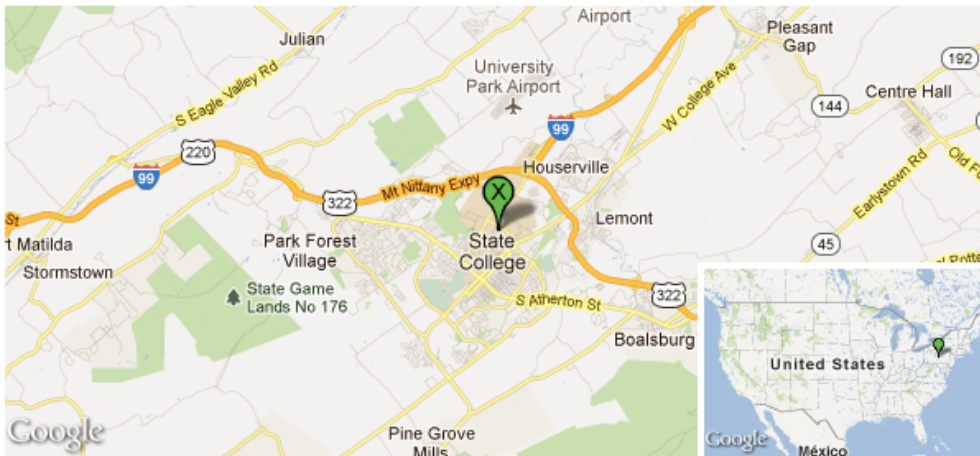 Airport
Julian
Pleasant
Gap
192
S Eagle Valley Rd
University
Park Airport
W College Ave
144
Centre Hall
99
220
99
Houserville
Mt Nittany Expy
X
Earlystown Rd
Old
322
St
Lemont
Park Forest
Village
State
College
45
t Matilda
Stormstown
State Game
Lands No 176
S Atherton St
322
Boalsburg
United States
Pine Grove
Mills
Google
Google
México